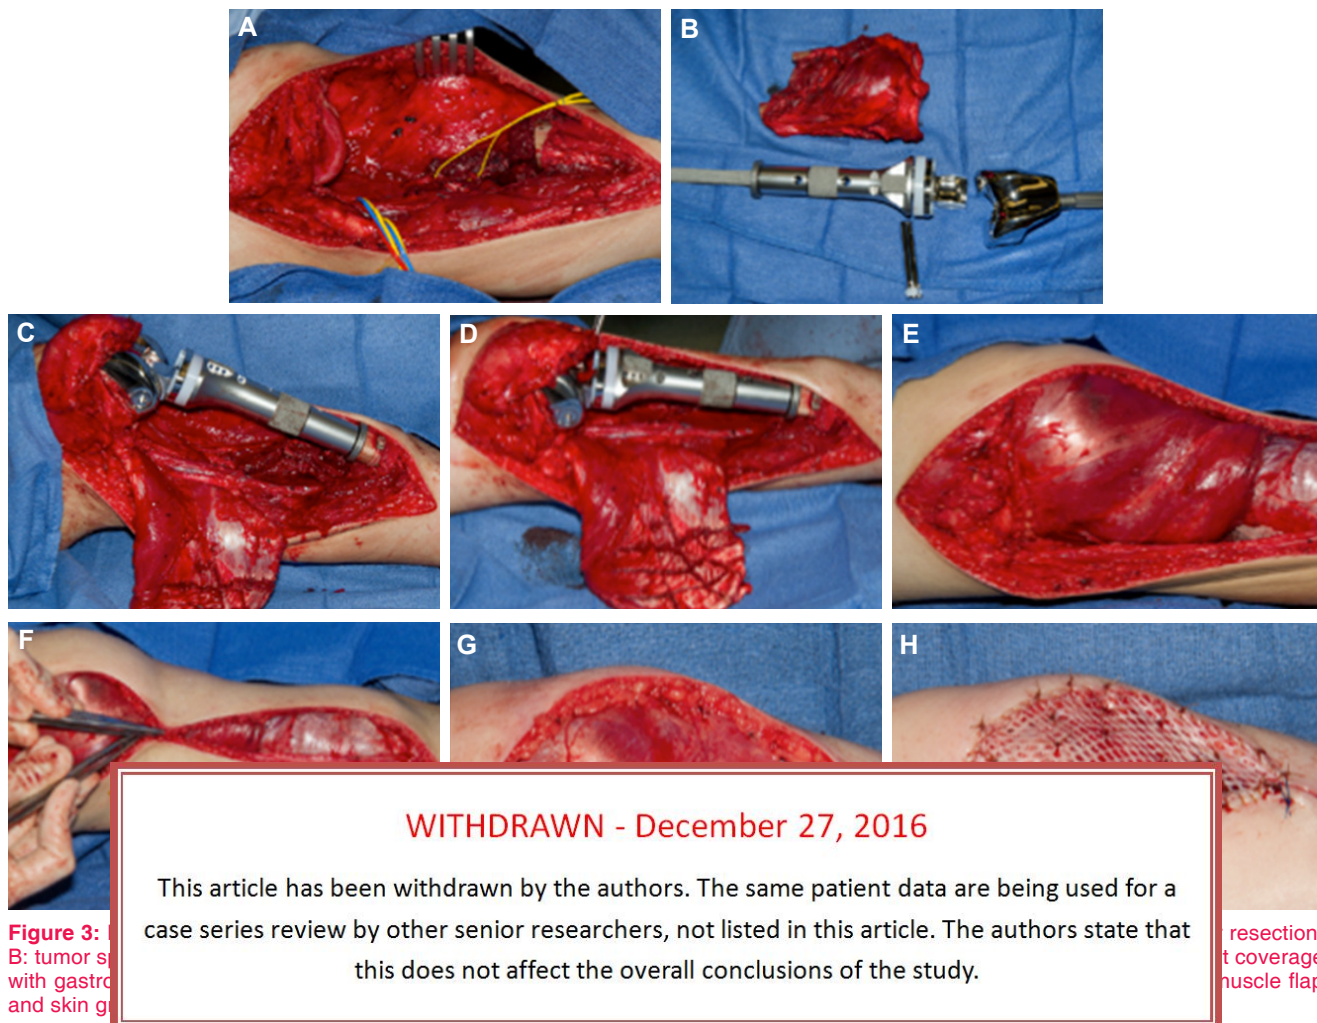 A
B
C
D
E
F
G
H
WITHDRAWN - December 27, 2016
This article has been withdrawn by the authors. The same patient data are being used for a
case series review by other senior researchers, not listed in this article. The authors state that
this does not affect the overall conclusions of the study.
Figure 3: resection
B: tumor coverage
with muscle flap
and skin